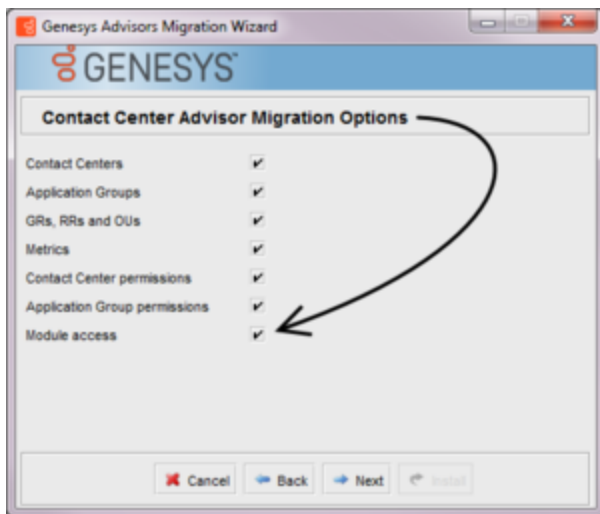 Genesys Advisors Migration Wizard
GENESYS™
Contact Center Advisor Migration Options
Contact Centers
Application Groups
GRs, RRs and OUs
Metrics
Contact Center permissions
Application Group permissions
Module access
Cancel Back Next Install